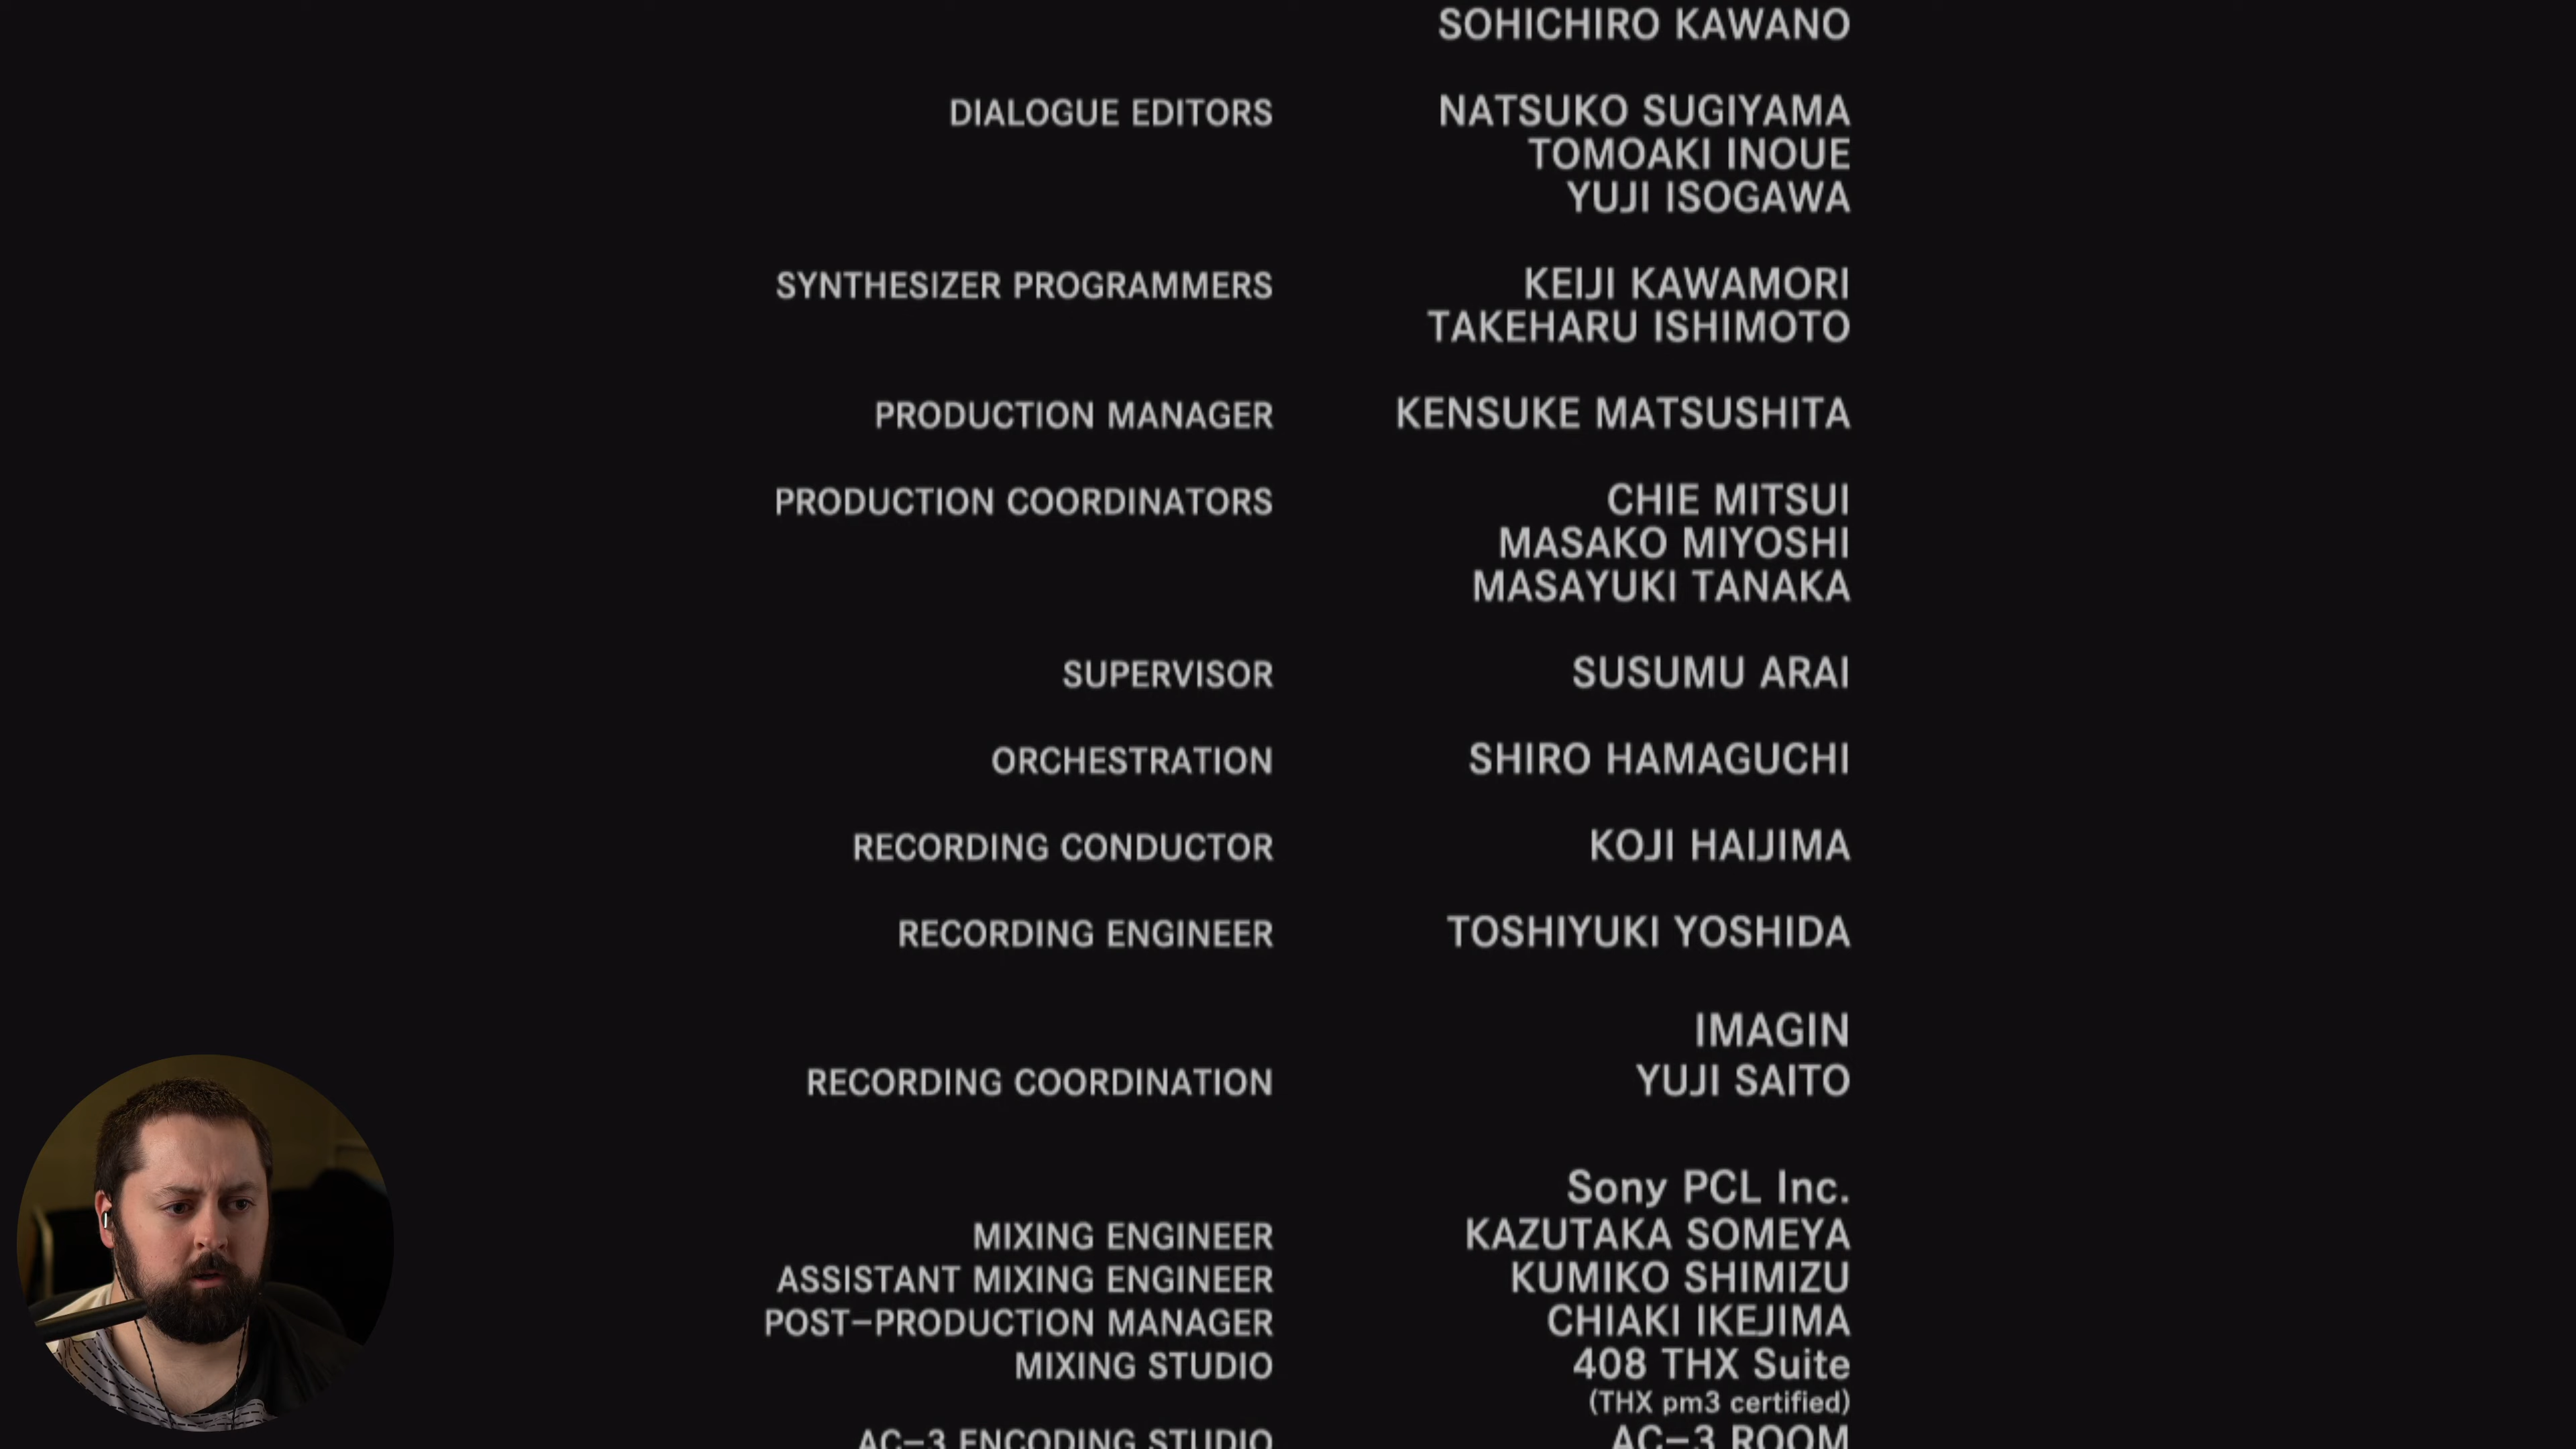 SOHICHIRO KAWANO
DIALOGUE EDITORS NATSUKO SUGIYAMA
TOMOAKI INOUE
YUJI ISOGAWA
SYNTHESIZER PROGRAMMERS KEIJI KAWAMORI
TAKEHARU ISHIMOTO
PRODUCTION MANAGER KENSUKE MATSUSHITA
PRODUCTION COORDINATORS CHIE MITSUI
MASAKO MIYOSHI
MASAYUKI TANAKA
SUPERVISOR SUSUMU ARAI
ORCHESTRATION SHIRO HAMAGUCHI
RECORDING CONDUCTOR KOJI HAIJIMA
RECORDING ENGINEER TOSHIYUKI YOSHIDA
IMAGIN
RECORDING COORDINATION YUJI SAITO
Sony PCL Inc.
MIXING ENGINEER KAZUTAKA SOMEYA
ASSISTANT MIXING ENGINEER KUMIKO SHIMIZU
POST-PRODUCTION MANAGER CHIAKI IKEJIMA
MIXING STUDIO 408 THX Suite
(THX pm3 certified)
AC-3 ENCODING STUDIO AC-3 ROOM